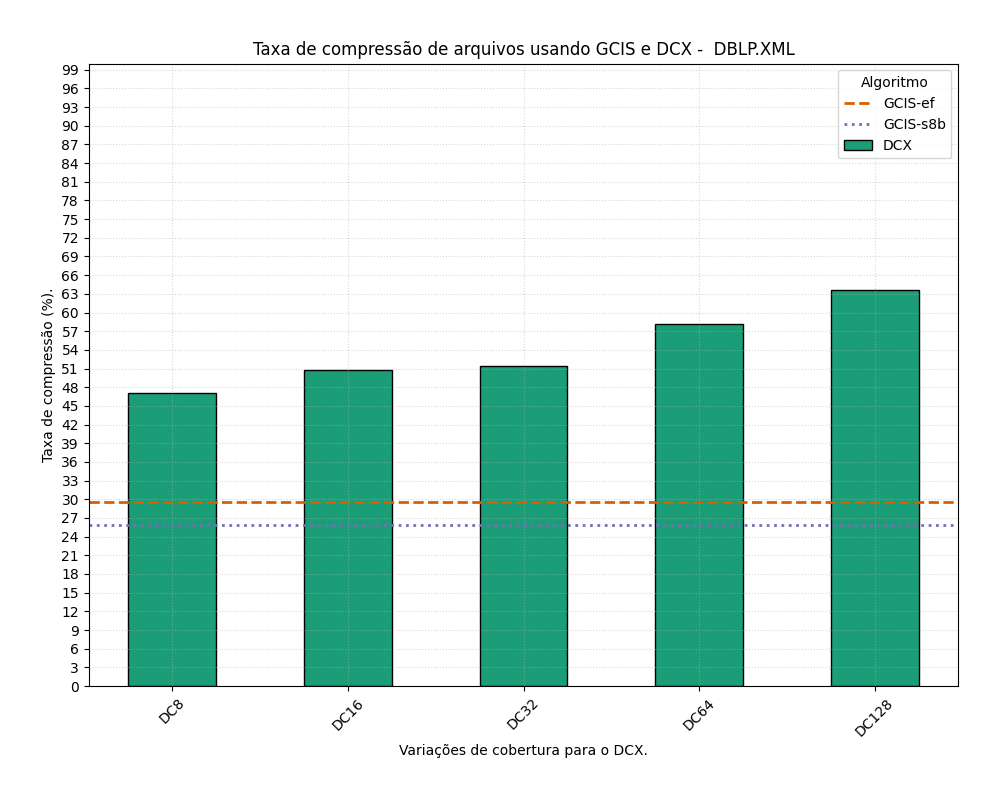 Taxa de compressão de arquivos usando GCIS e DCX -  DBLP.XML
Algoritmo
GCIS-ef
GCIS-s8b
DCX
Taxa de compressão (%).
99
96
93
90
87
84
81
78
75
72
69
66
63
60
57
54
51
48
45
42
39
36
33
30
27
24
21
18
15
12
9
6
3
0
DC8
DC16
DC32
DC64
DC128
Variações de cobertura para o DCX.